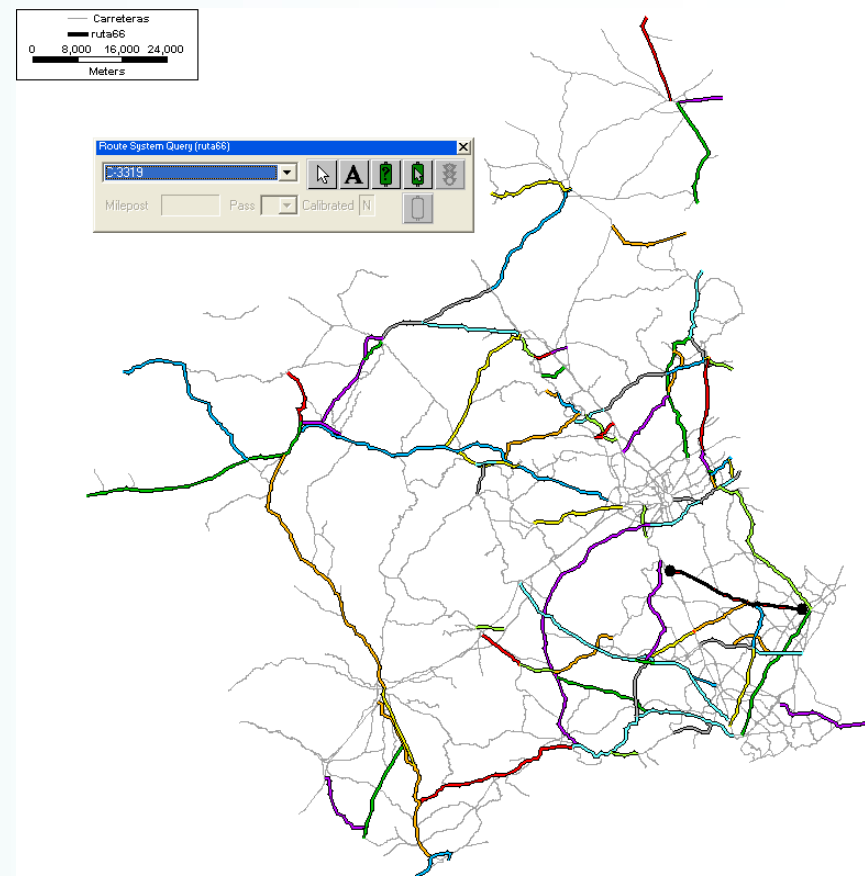 Carreteras
ruta66
0 8,000 16,000 24,000
Meters
Route System Query (ruta66)
C-3319
A ?
Milepost Pass Calibrated N